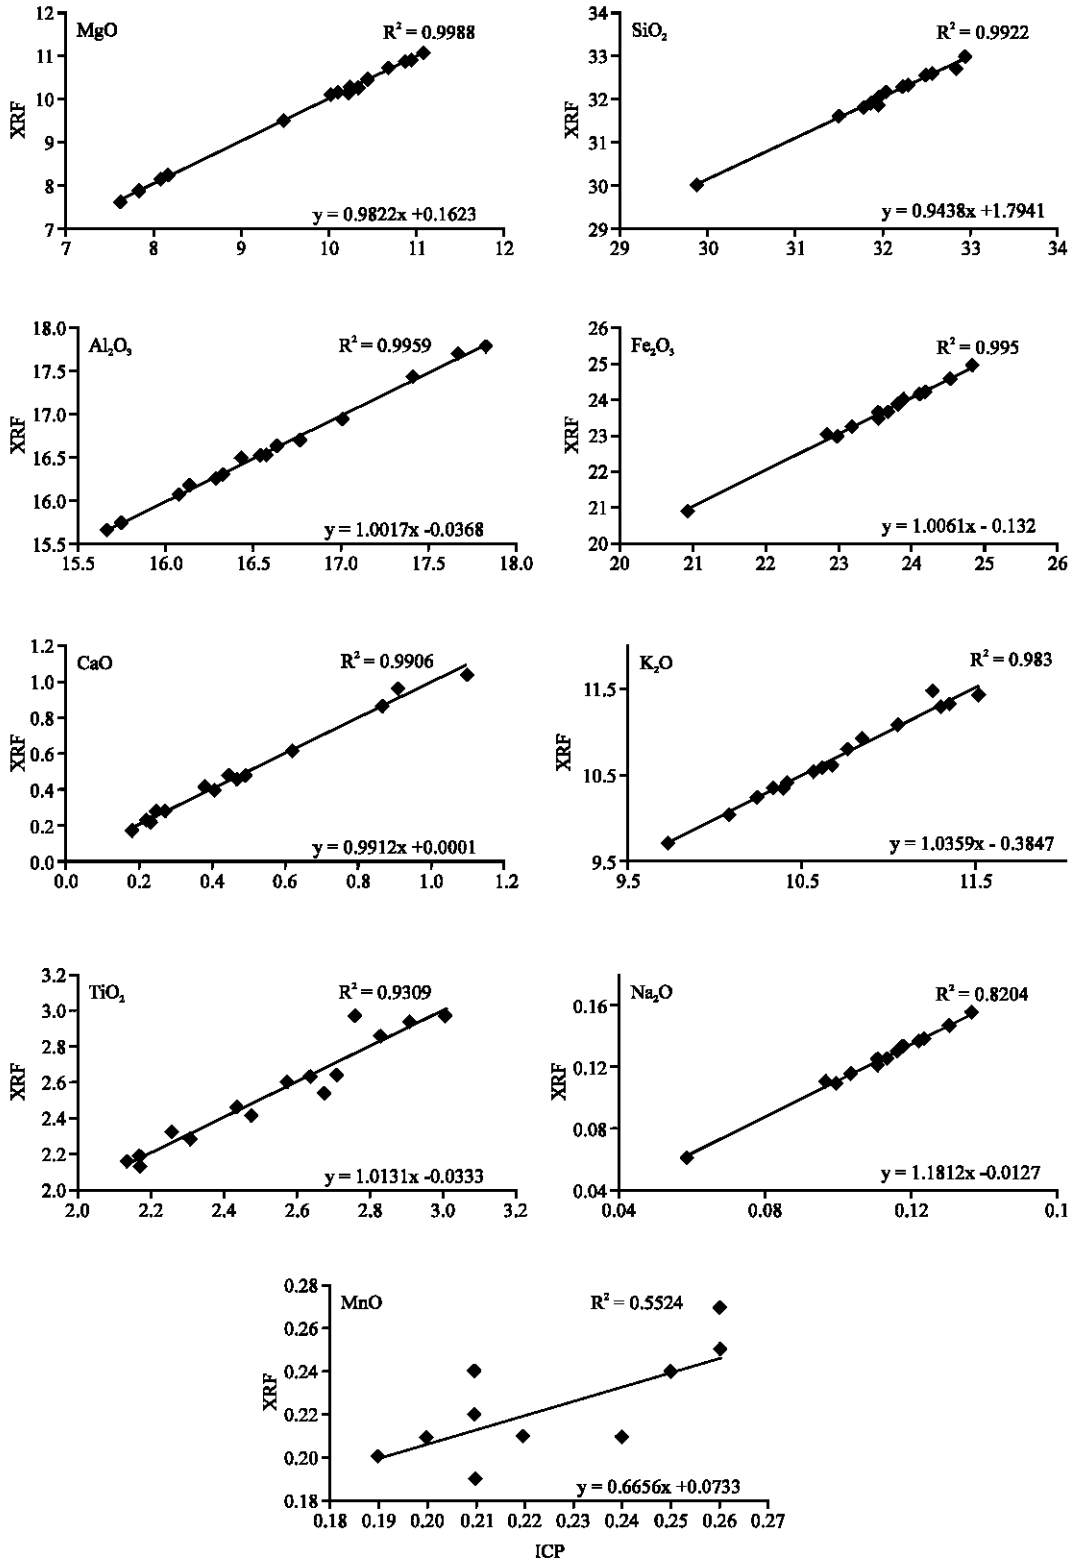 MgO
R² = 0.9988
12
11
10
9
8
7
XRF
y = 0.9822x +0.1623
7 8 9 10 11 12
SiO₂
R² = 0.9922
34
33
32
31
30
29
XRF
y = 0.9438x +1.7941
29 30 31 32 33 34
Al₂O₃
R² = 0.9959
18.0
17.5
17.0
16.5
16.0
15.5
XRF
y = 1.0017x -0.0368
15.5 16.0 16.5 17.0 17.5 18.0
Fe₂O₃
R² = 0.995
26
25
24
23
22
21
20
XRF
y = 1.0061x - 0.132
20 21 22 23 24 25 26
CaO
R² = 0.9906
1.2
1.0
0.8
0.6
0.4
0.2
0.0
XRF
y = 0.9912x +0.0001
0.0 0.2 0.4 0.6 0.8 1.0 1.2
K₂O
R² = 0.983
11.5
10.5
9.5
XRF
y = 1.0359x - 0.3847
9.5 10.5 11.5
TiO₂
R² = 0.9309
3.2
3.0
2.8
2.6
2.4
2.2
2.0
XRF
y = 1.0131x -0.0333
2.0 2.2 2.4 2.6 2.8 3.0 3.2
Na₂O
R² = 0.8204
0.16
0.12
0.08
0.04
XRF
y = 1.1812x -0.0127
0.04 0.08 0.12 0.1
MnO
R² = 0.5524
0.28
0.26
0.24
0.22
0.20
0.18
XRF
y = 0.6656x +0.0733
0.18 0.19 0.20 0.21 0.22 0.23 0.24 0.25 0.26 0.27
ICP